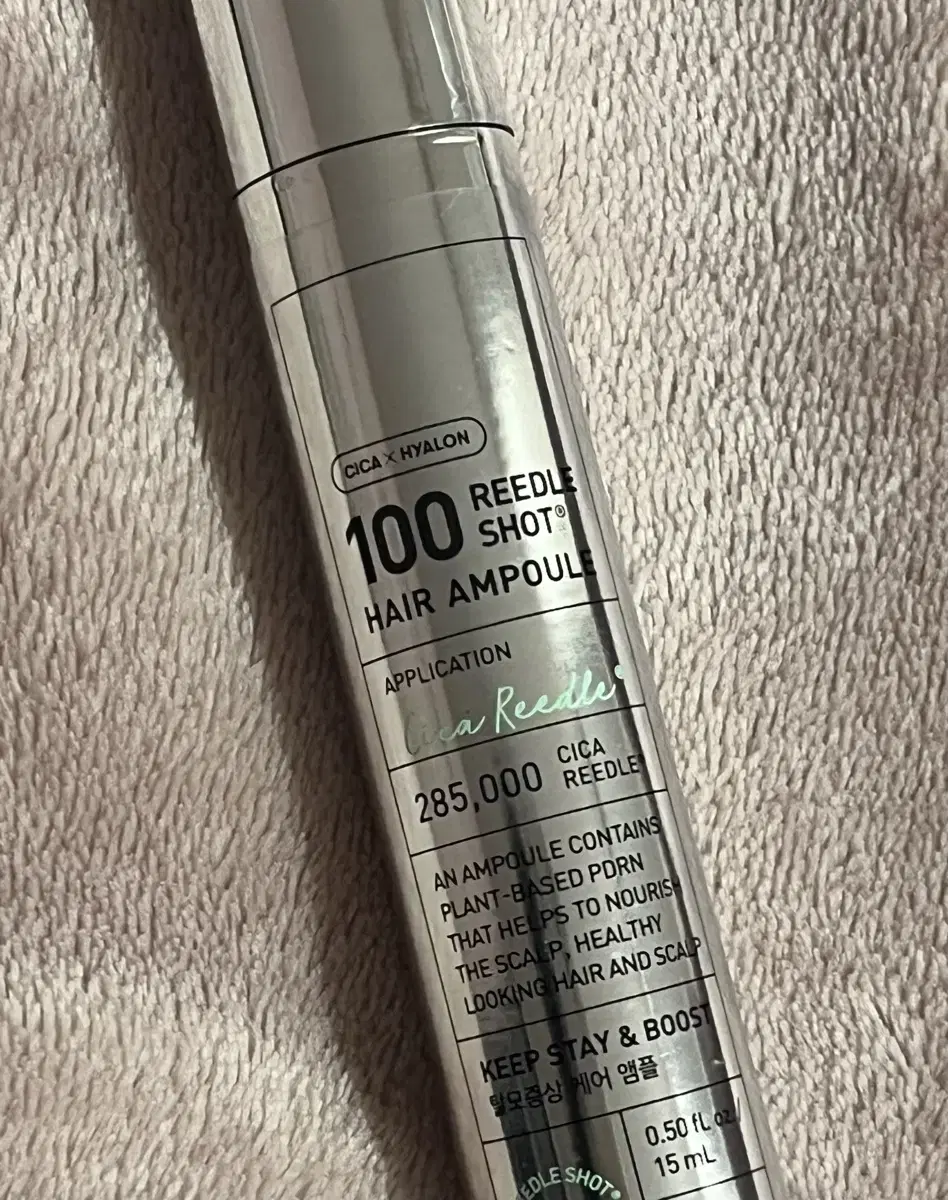 CICA X HYALON
100 REEDLE
SHOT®
HAIR AMPOULE
APPLICATION
Cica Reedle®
285,000 CICA
REEDLE
AN AMPOULE CONTAINS
PLANT-BASED PDRN
THAT HELPS TO NOURISH
THE SCALP, HEALTHY
LOOKING HAIR AND SCALP
KEEP STAY & BOOST
탈모증상 케어 앰플
0.50 fL oz./
15 mL
EDLE SHOT®